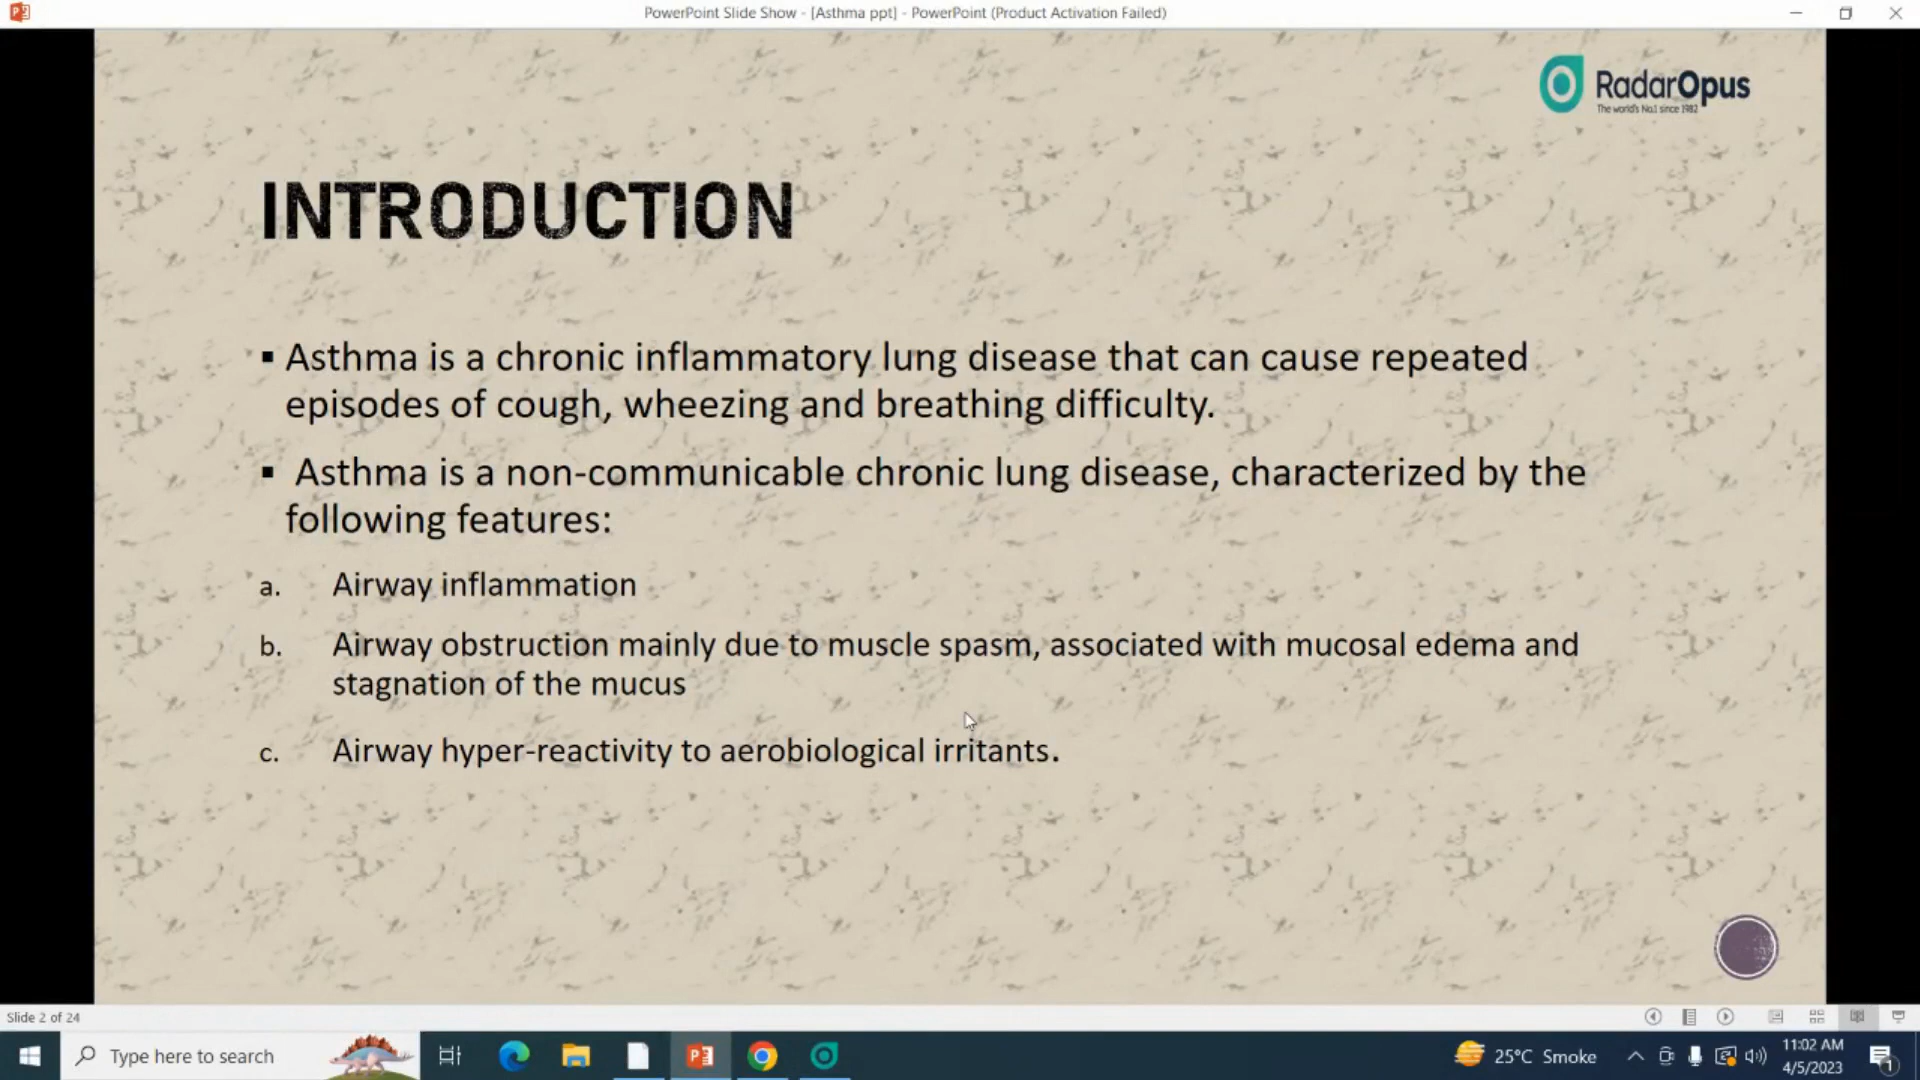 PowerPoint Slide Show - [Asthma ppt] - PowerPoint (Product Activation Failed)
RadarOpus
The world's No.1 since 1982
INTRODUCTION
▪ Asthma is a chronic inflammatory lung disease that can cause repeated
episodes of cough, wheezing and breathing difficulty.
▪ Asthma is a non-communicable chronic lung disease, characterized by the
following features:
a. Airway inflammation
b. Airway obstruction mainly due to muscle spasm, associated with mucosal edema and
stagnation of the mucus
c. Airway hyper-reactivity to aerobiological irritants.
Slide 2 of 24
Type here to search
25°C Smoke
11:02 AM
4/5/2023
1